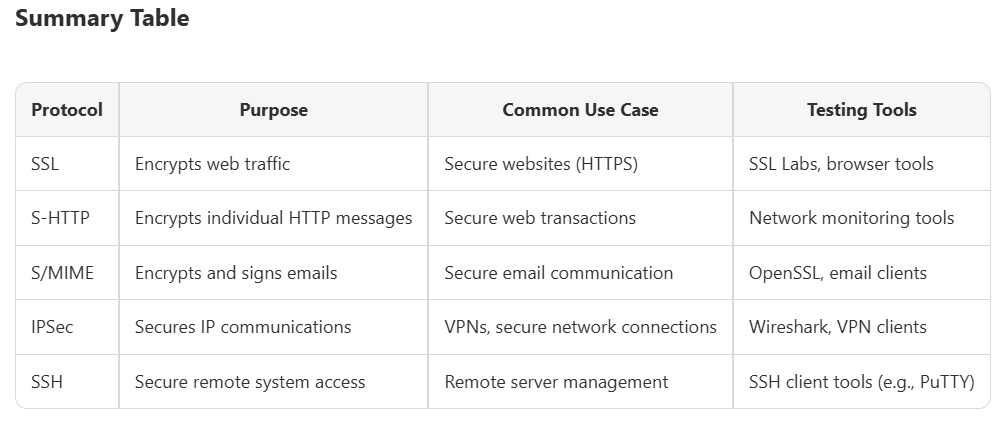 Summary Table
Protocol Purpose Common Use Case Testing Tools
SSL Encrypts web traffic Secure websites (HTTPS) SSL Labs, browser tools
S-HTTP Encrypts individual HTTP messages Secure web transactions Network monitoring tools
S/MIME Encrypts and signs emails Secure email communication OpenSSL, email clients
IPSec Secures IP communications VPNs, secure network connections Wireshark, VPN clients
SSH Secure remote system access Remote server management SSH client tools (e.g., PuTTY)